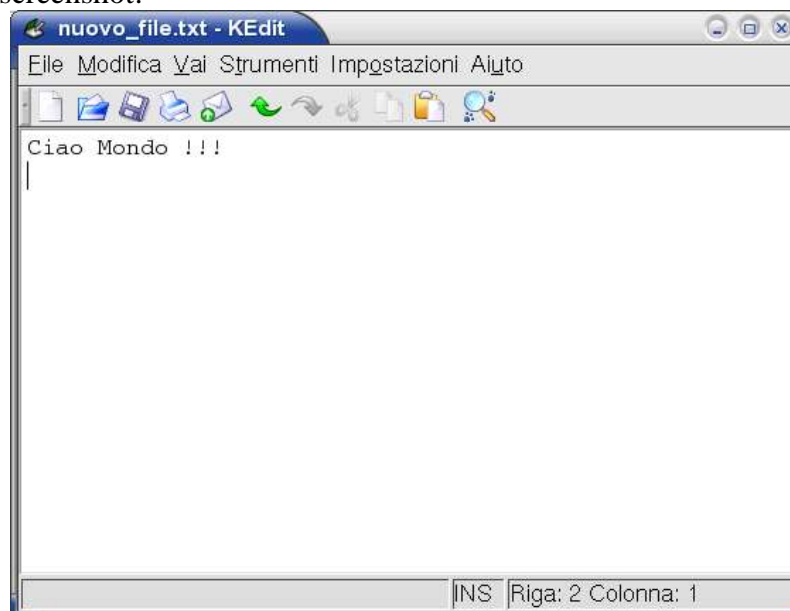 screenshot:
nuovo_file.txt - KEdit
File Modifica Vai Strumenti Impostazioni Aiuto
Ciao Mondo !!!
INS Riga: 2 Colonna: 1